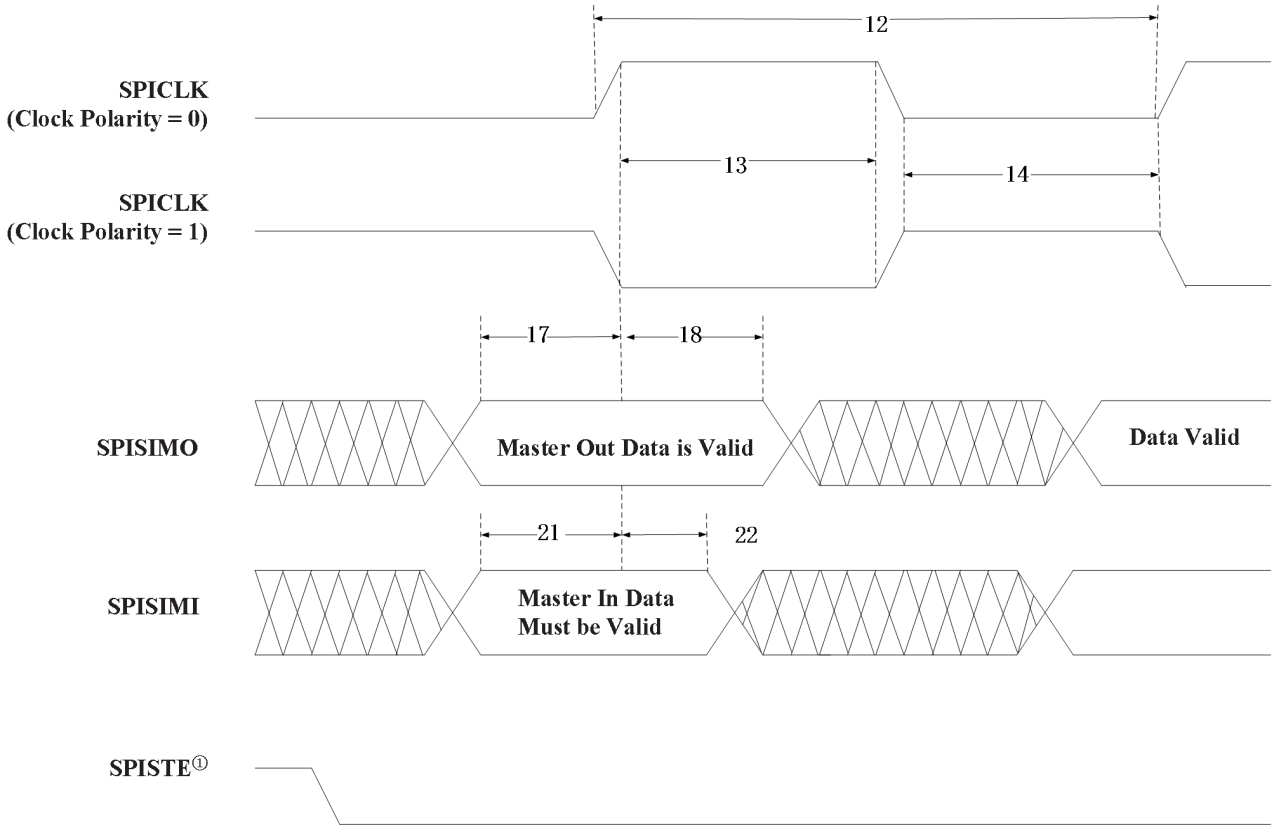 12
SPICLK
(Clock Polarity = 0)
13
14
SPICLK
(Clock Polarity = 1)
17
18
SPISIMO
Master Out Data is Valid
Data Valid
21
22
SPISIMI
Master In Data
Must be Valid
SPISTE①